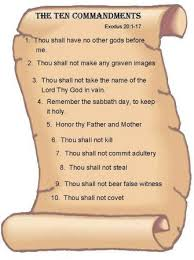 THE TEN COMMANDMENTS
Exodus 20:1-17
1. Thou shall have no other gods before
me.
2. Thou shall not make any graven images
3. Thou shall not take the name of the
Lord Thy God in vain.
4. Remember the sabbath day, to keep
it holy.
5. Honor thy Father and Mother
6. Thou shall not kill
7. Thou shall not commit adultery
8. Thou shall not steal
9. Thou shall not bear false witness
10. Thou shall not covet